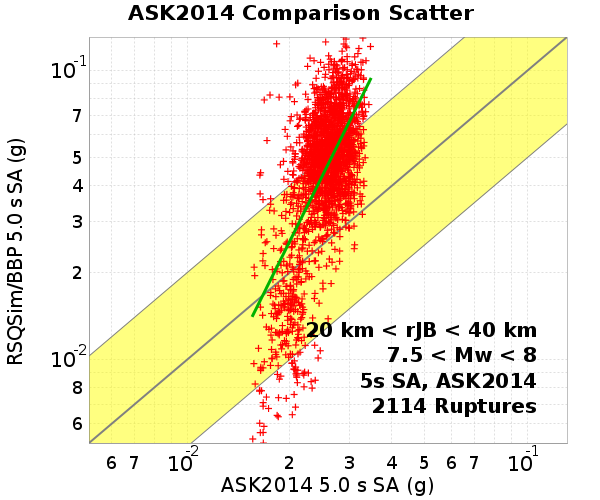 ASK2014 Comparison Scatter
RSQSim/BBP 5.0 s SA (g)
10^-1
7
5
4
3
2
10^-2
8
6
20 km < rJB < 40 km
7.5 < Mw < 8
5s SA, ASK2014
2114 Ruptures
6 7 10^-2 2 3 4 5 6 7 10^-1
ASK2014 5.0 s SA (g)